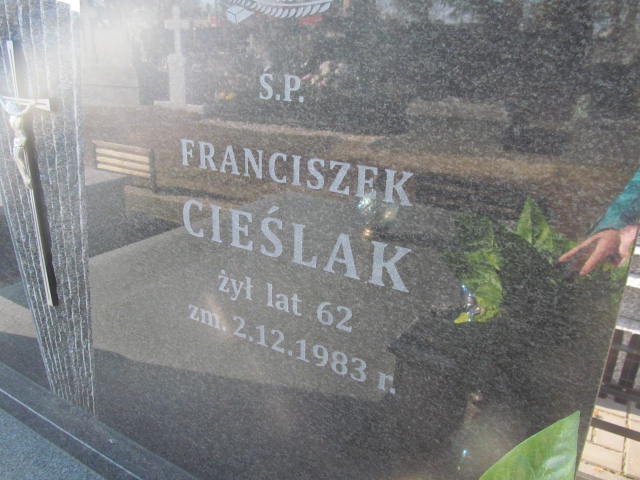 Ś.P.
FRANCISZEK
CIEŚLAK
żył lat 62
zm. 2.12.1983 r.